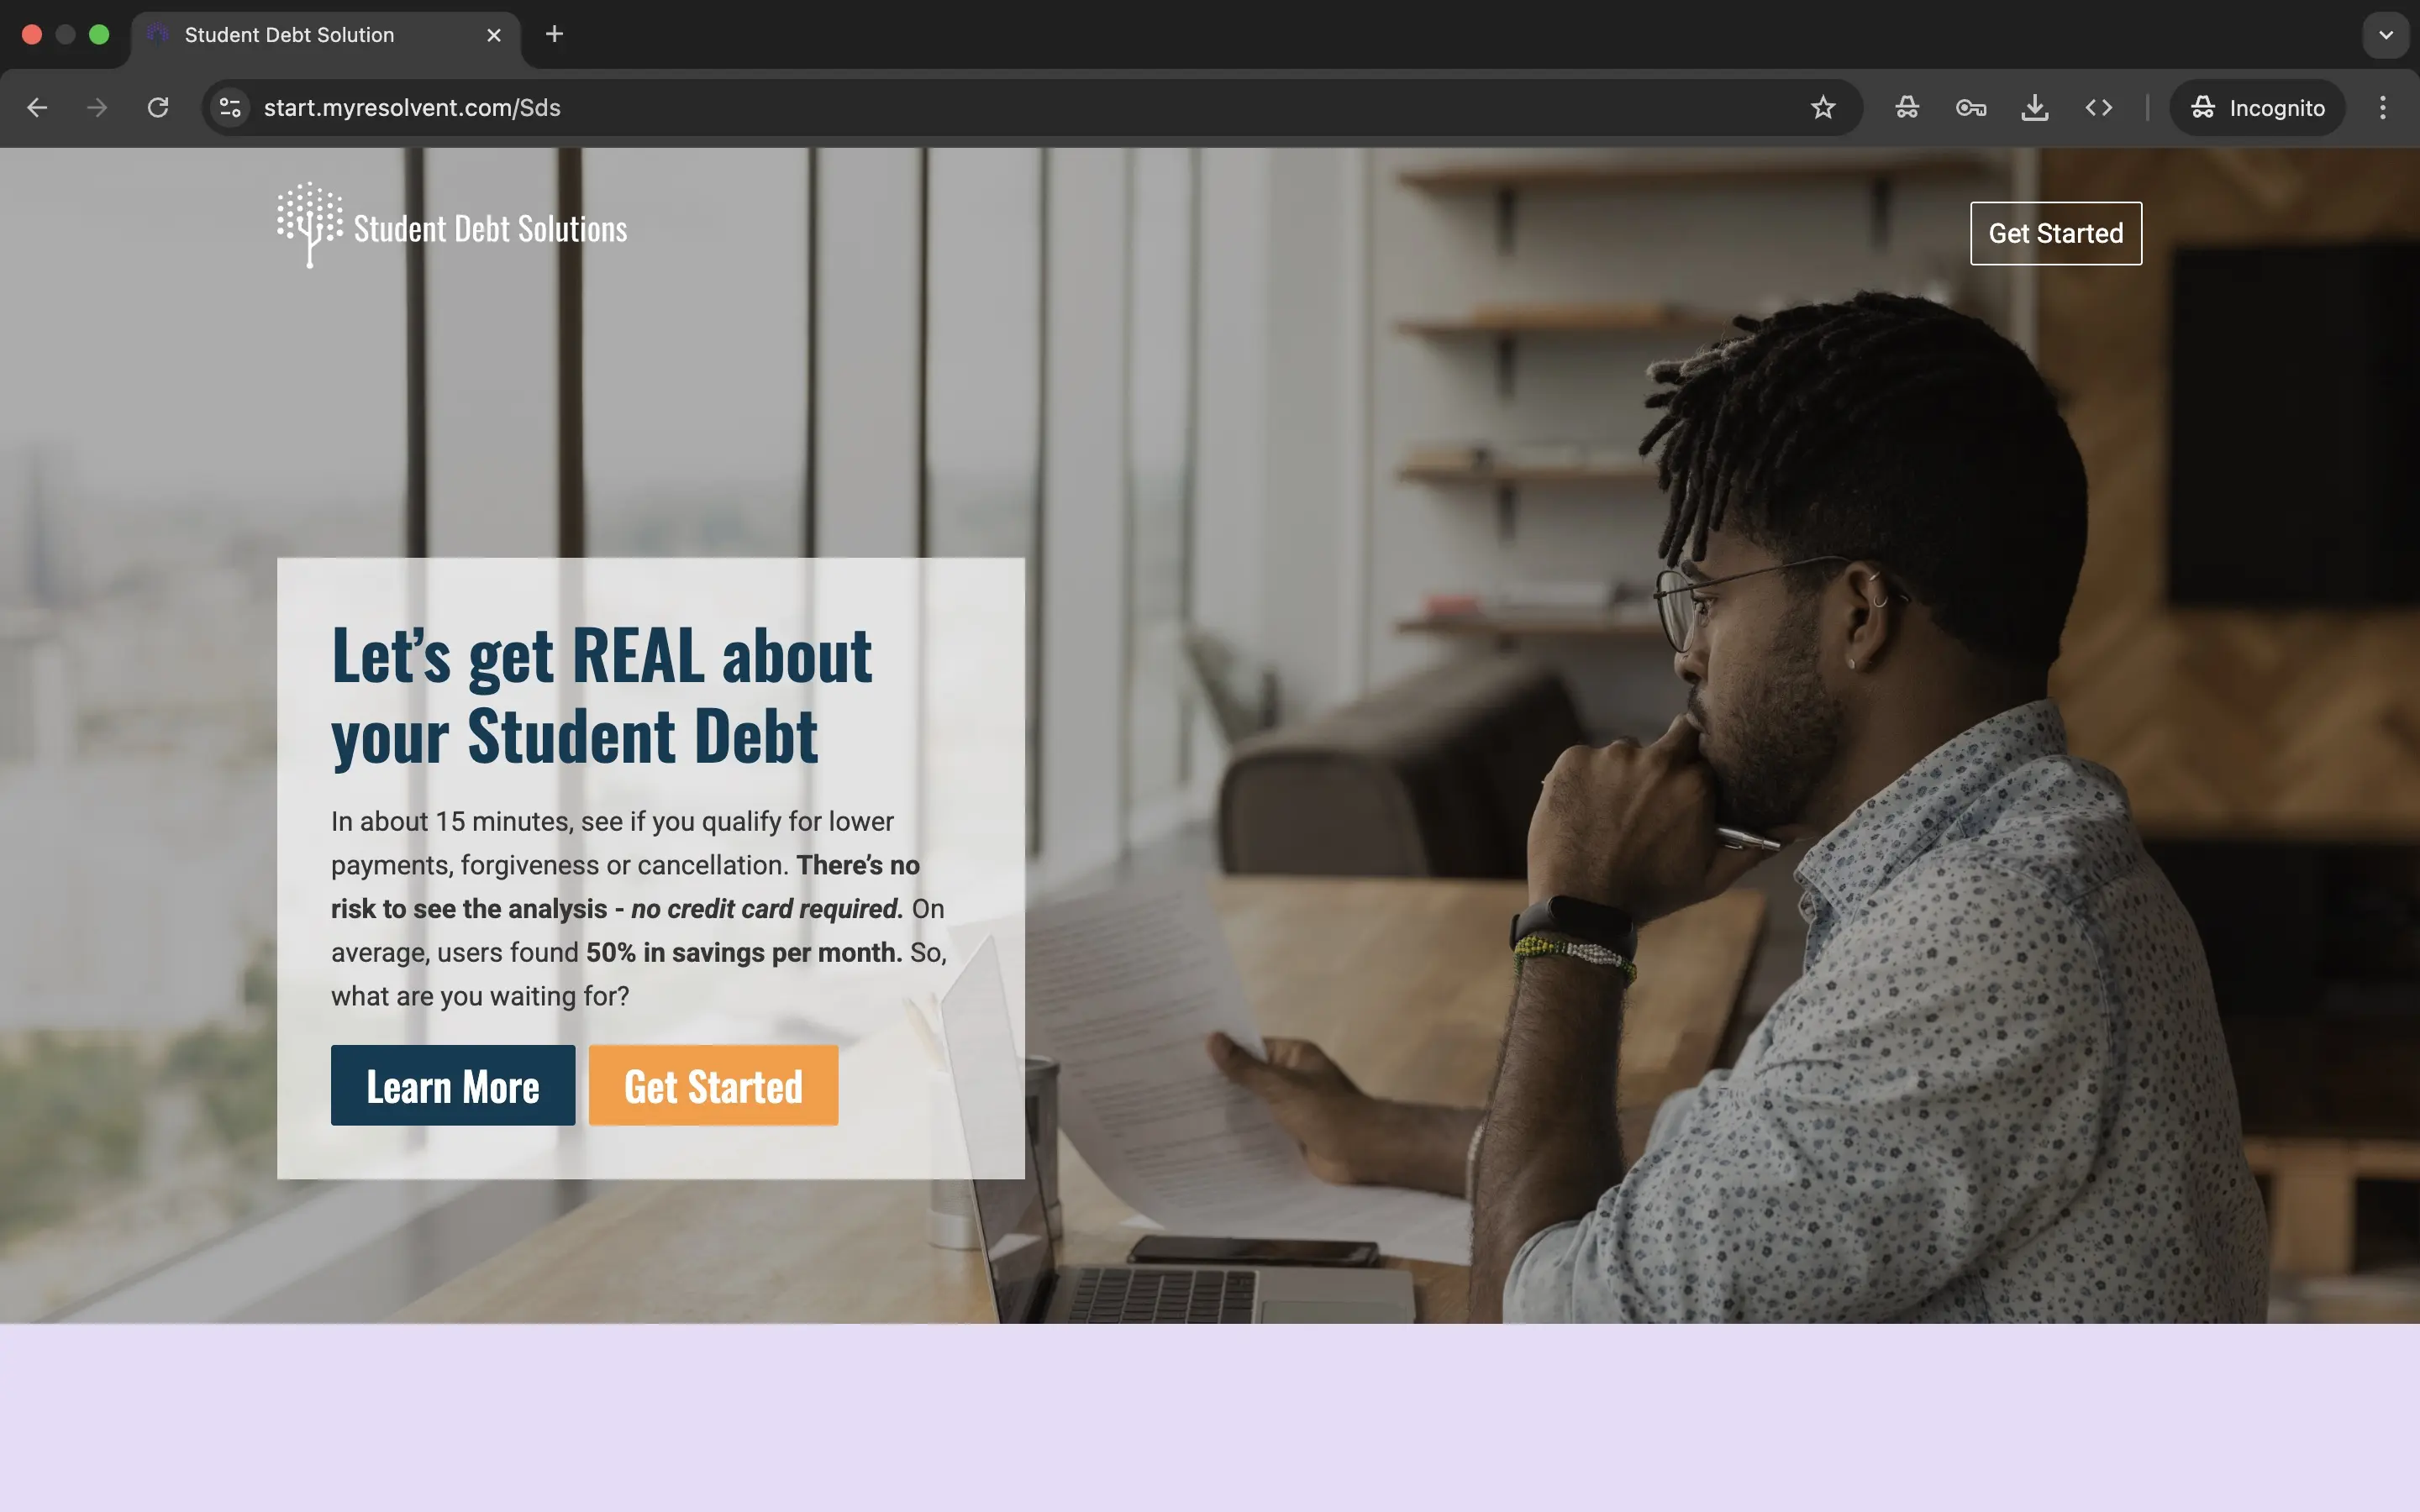 Student Debt Solution
start.myresolvent.com/Sds
Incognito
Student Debt Solutions
Get Started
Let's get REAL about
your Student Debt
In about 15 minutes, see if you qualify for lower
payments, forgiveness or cancellation. There's no
risk to see the analysis - no credit card required. On
average, users found 50% in savings per month. So,
what are you waiting for?
Learn More
Get Started